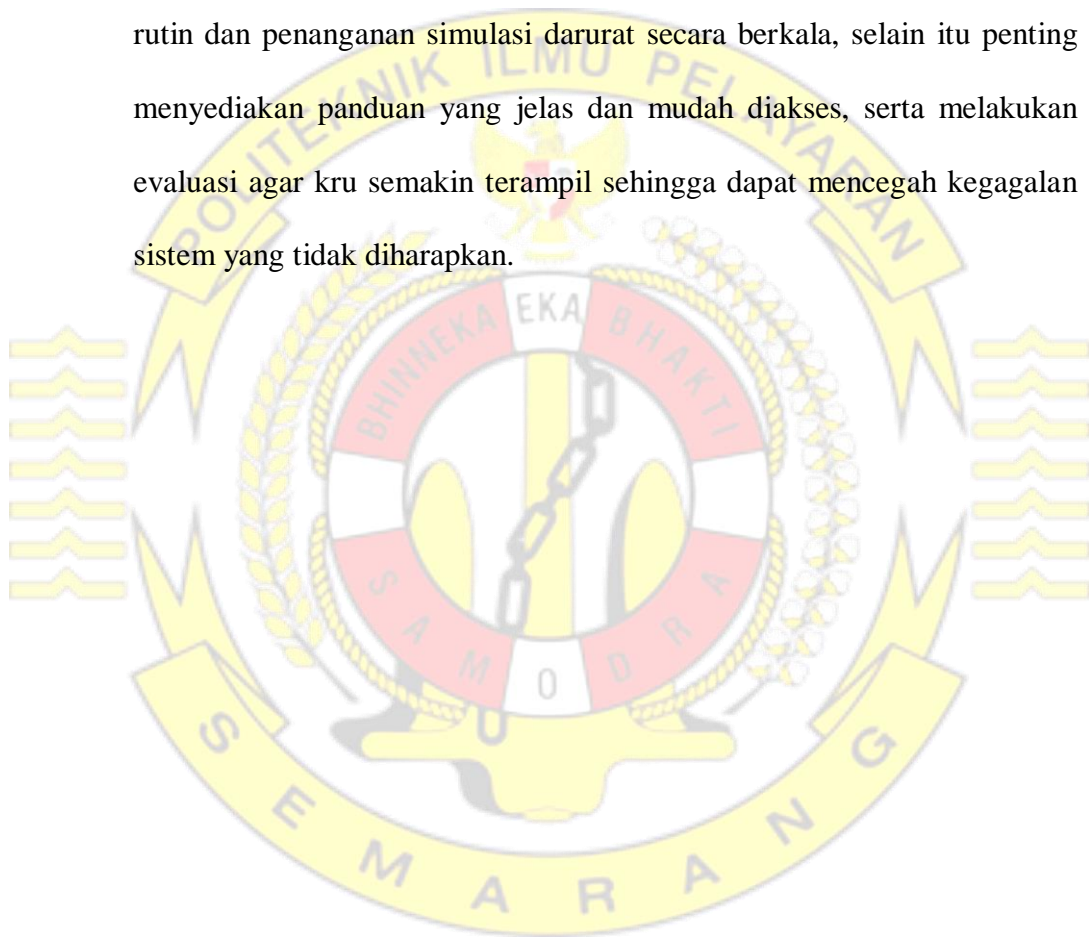 rutin dan penanganan simulasi darurat secara berkala, selain itu penting
menyediakan panduan yang jelas dan mudah diakses, serta melakukan
evaluasi agar kru semakin terampil sehingga dapat mencegah kegagalan
sistem yang tidak diharapkan.
POLITEKNIK ILMU PELAYARAN
BHINNEKA EKA BHAKTI
SAMODRA
SEMARANG